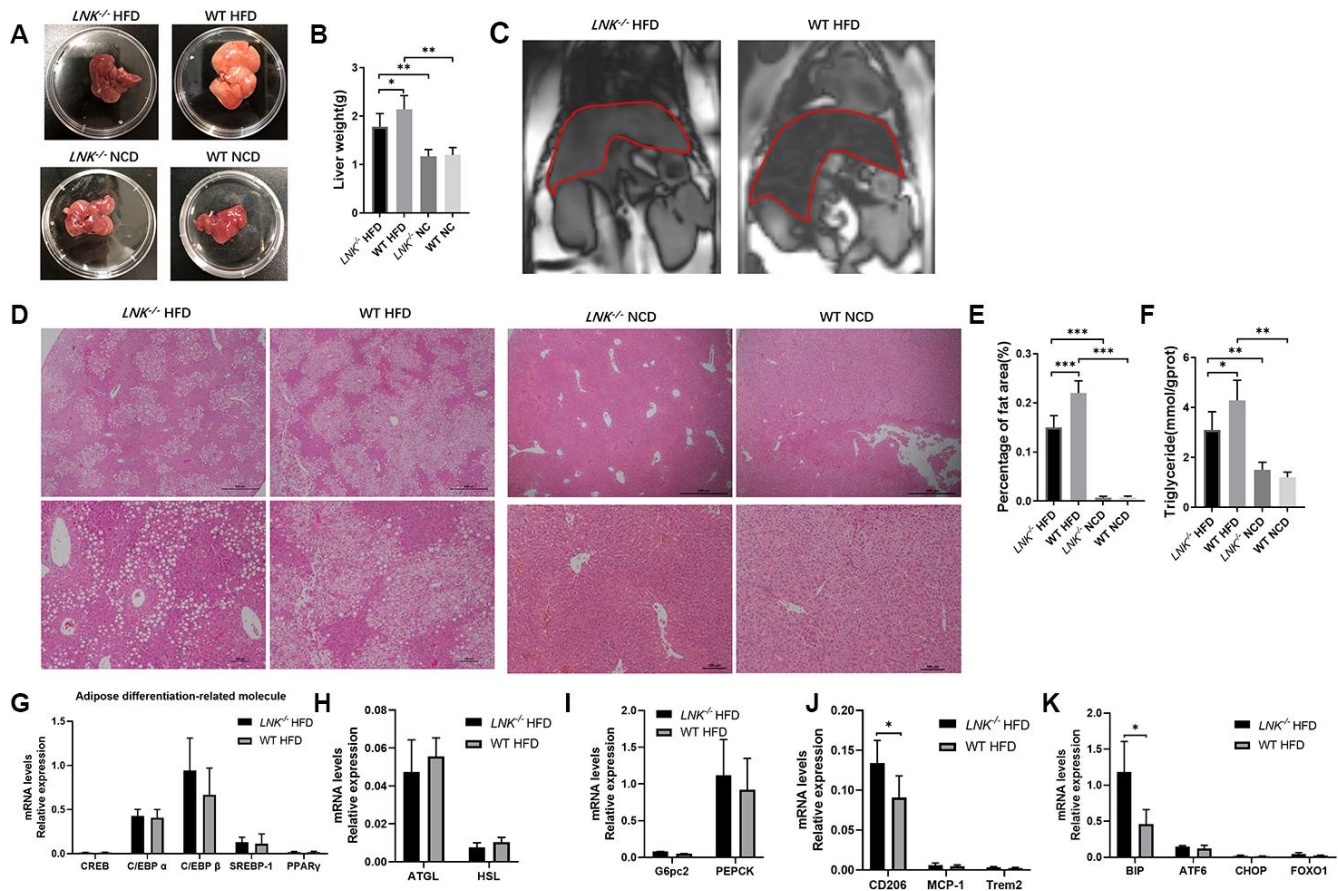 A
LNK-/- HFD
WT HFD
LNK-/- NCD
WT NCD
B
Liver weight(g)
3
2
1
0
**
**
*
LNK-/- HFD
WT HFD
LNK-/- NC
WT NC
C
LNK-/- HFD
WT HFD
D
LNK-/- HFD
WT HFD
LNK-/- NCD
WT NCD
E
Percentage of fat area(%)
0.3
0.2
0.1
0.0
***
***
***
LNK-/- HFD
WT HFD
LNK-/- NCD
WT NCD
F
Triglyceride(mmol/gprot)
6
4
2
0
**
**
*
LNK-/- HFD
WT HFD
LNK-/- NCD
WT NCD
G
Adipose differentiation-related molecule
mRNA levels
Relative expression
1.5
1.0
0.5
0.0
LNK-/- HFD
WT HFD
CREB
C/EBP α
C/EBP β
SREBP-1
PPARγ
H
mRNA levels
Relative expression
0.08
0.06
0.04
0.02
0.00
LNK-/- HFD
WT HFD
ATGL
HSL
I
mRNA levels
Relative expression
2.0
1.5
1.0
0.5
0.0
LNK-/- HFD
WT HFD
G6pc2
PEPCK
J
mRNA levels
Relative expression
0.20
0.15
0.10
0.05
0.00
*
LNK-/- HFD
WT HFD
CD206
MCP-1
Trem2
K
mRNA levels
Relative expression
2.0
1.5
1.0
0.5
0.0
*
LNK-/- HFD
WT HFD
BIP
ATF6
CHOP
FOXO1